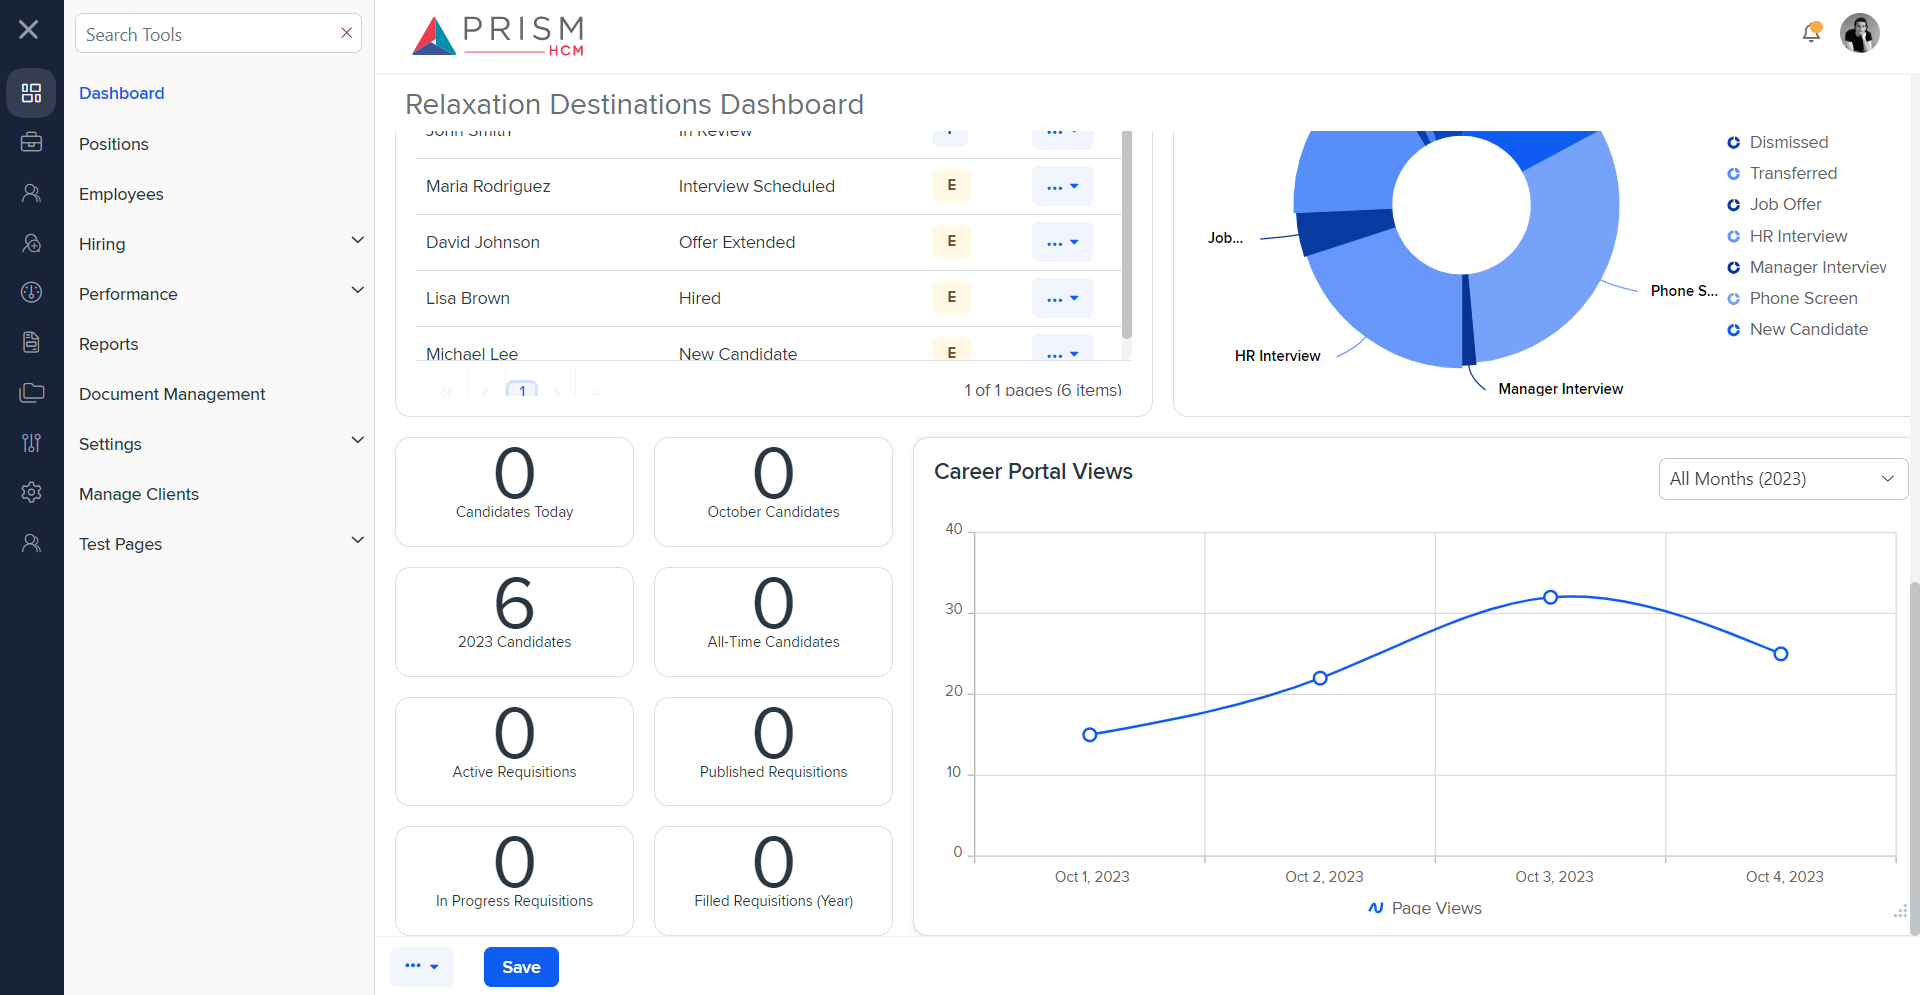 Search Tools
Dashboard
Positions
Employees
Hiring
Performance
Reports
Document Management
Settings
Manage Clients
Test Pages
PRISM
HCM
Relaxation Destinations Dashboard
John Smith In Review
Maria Rodriguez Interview Scheduled E ...
David Johnson Offer Extended E ...
Lisa Brown Hired E ...
Michael Lee New Candidate E ...
« ‹ 1 › » 1 of 1 pages (6 items)
Job...
HR Interview
Manager Interview
Phone S...
Dismissed
Transferred
Job Offer
HR Interview
Manager Interview
Phone Screen
New Candidate
0
Candidates Today
0
October Candidates
6
2023 Candidates
0
All-Time Candidates
0
Active Requisitions
0
Published Requisitions
0
In Progress Requisitions
0
Filled Requisitions (Year)
Career Portal Views
All Months (2023)
40
30
20
10
0
Oct 1, 2023 Oct 2, 2023 Oct 3, 2023 Oct 4, 2023
Page Views
... Save